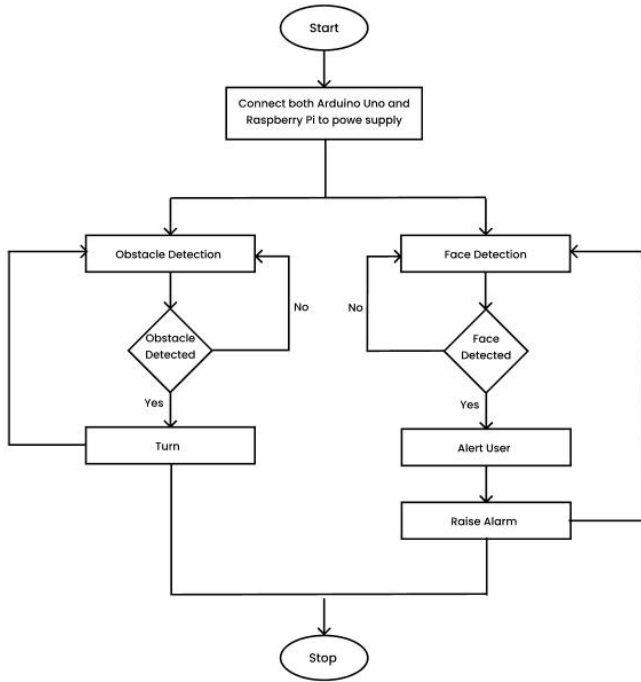 Start
Connect both Arduino Uno and
Raspberry Pi to powe supply
Obstacle Detection
Face Detection
No
No
Obstacle
Detected
Face
Detected
Yes
Yes
Turn
Alert User
Raise Alarm
Stop